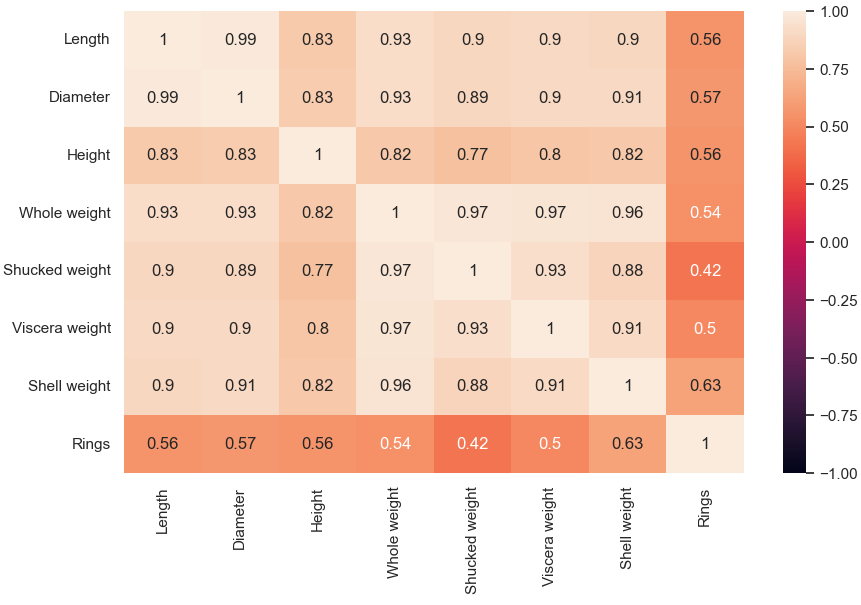 Length 1 0.99 0.83 0.93 0.9 0.9 0.9 0.56
Diameter 0.99 1 0.83 0.93 0.89 0.9 0.91 0.57
Height 0.83 0.83 1 0.82 0.77 0.8 0.82 0.56
Whole weight 0.93 0.93 0.82 1 0.97 0.97 0.96 0.54
Shucked weight 0.9 0.89 0.77 0.97 1 0.93 0.88 0.42
Viscera weight 0.9 0.9 0.8 0.97 0.93 1 0.91 0.5
Shell weight 0.9 0.91 0.82 0.96 0.88 0.91 1 0.63
Rings 0.56 0.57 0.56 0.54 0.42 0.5 0.63 1
Length
Diameter
Height
Whole weight
Shucked weight
Viscera weight
Shell weight
Rings
1.00
0.75
0.50
0.25
0.00
−0.25
−0.50
−0.75
−1.00